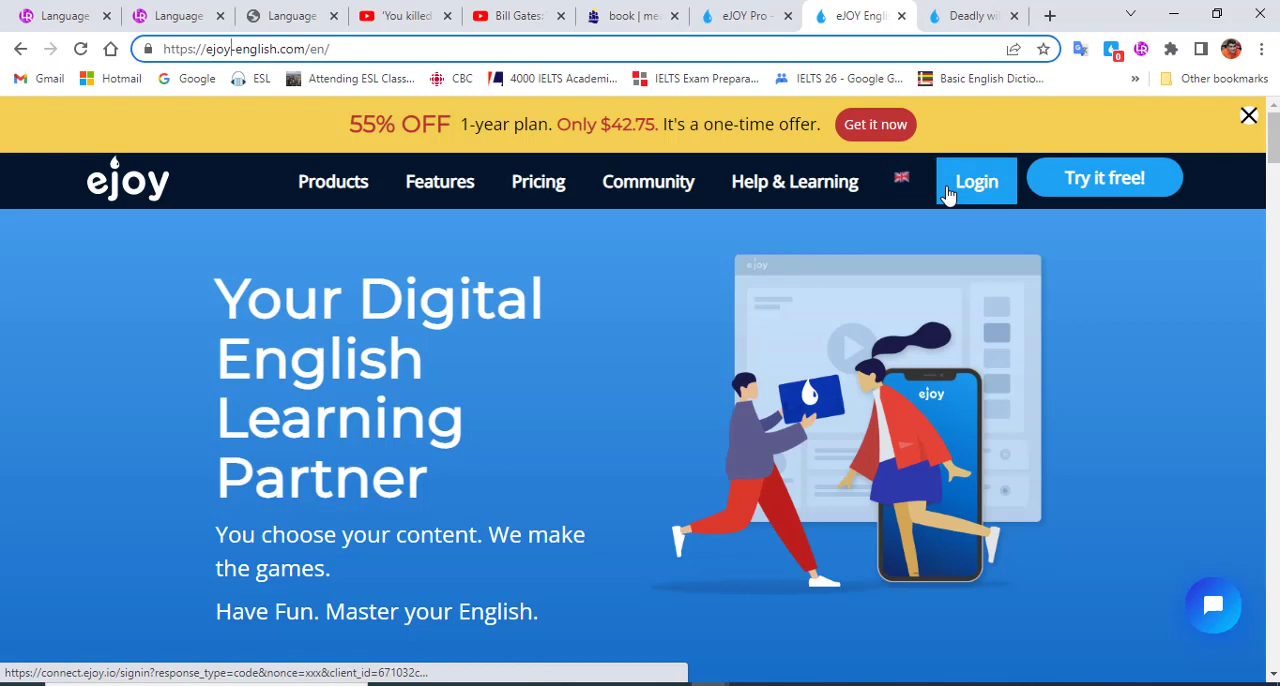 Language
Language
Language
'You killed
Bill Gates:
book | me
eJOY Pro -
eJOY Engli
Deadly wi
https://ejoy-english.com/en/
0
Gmail
Hotmail
Google
ESL
Attending ESL Class...
CBC
4000 IELTS Academi...
IELTS Exam Prepara...
IELTS 26 - Google G...
Basic English Dictio...
»
Other bookmarks
55% OFF 1-year plan. Only $42.75. It's a one-time offer. Get it now
ejoy
Products
Features
Pricing
Community
Help & Learning
Login
Try it free!
Your Digital
English
Learning
Partner
You choose your content. We make
the games.
Have Fun. Master your English.
ejoy
ejoy
https://connect.ejoy.io/signin?response_type=code&nonce=xxx&client_id=671032c...